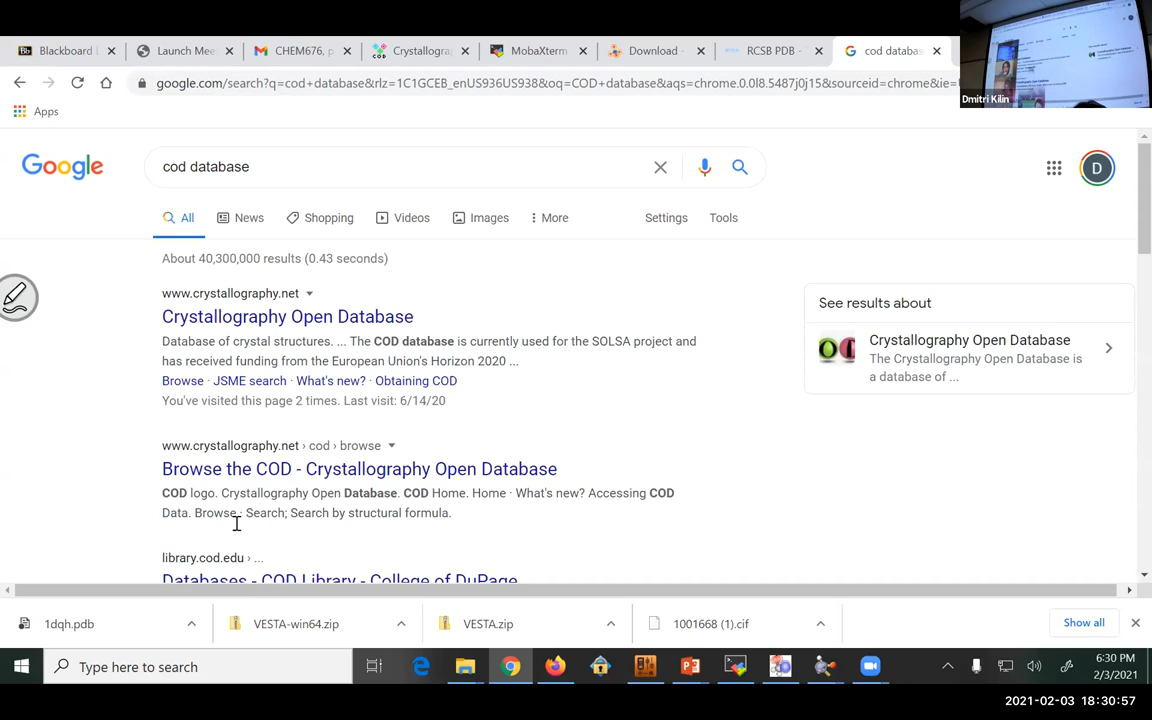 Blackboard L
Launch Mee
CHEM676, p
Crystallogra
MobaXterm
Download -
RCSB PDB -
cod databas
google.com/search?q=cod+database&rlz=1C1GCEB_enUS936US938&oq=COD+database&aqs=chrome.0.0l8.5487j0j15&sourceid=chrome&ie=
Dmitri Kilin
Apps
Google
cod database
D
All
News
Shopping
Videos
Images
More
Settings
Tools
About 40,300,000 results (0.43 seconds)
www.crystallography.net
Crystallography Open Database
Database of crystal structures. ... The COD database is currently used for the SOLSA project and
has received funding from the European Union's Horizon 2020 ...
Browse · JSME search · What's new? · Obtaining COD
You've visited this page 2 times. Last visit: 6/14/20
See results about
Crystallography Open Database
The Crystallography Open Database is
a database of ...
www.crystallography.net › cod › browse
Browse the COD - Crystallography Open Database
COD logo. Crystallography Open Database. COD Home. Home · What's new? Accessing COD
Data. Browse · Search; Search by structural formula.
library.cod.edu › ...
Databases - COD Library - College of DuPage
1dqh.pdb
VESTA-win64.zip
VESTA.zip
1001668 (1).cif
Show all
Type here to search
6:30 PM
2/3/2021
2021-02-03 18:30:57